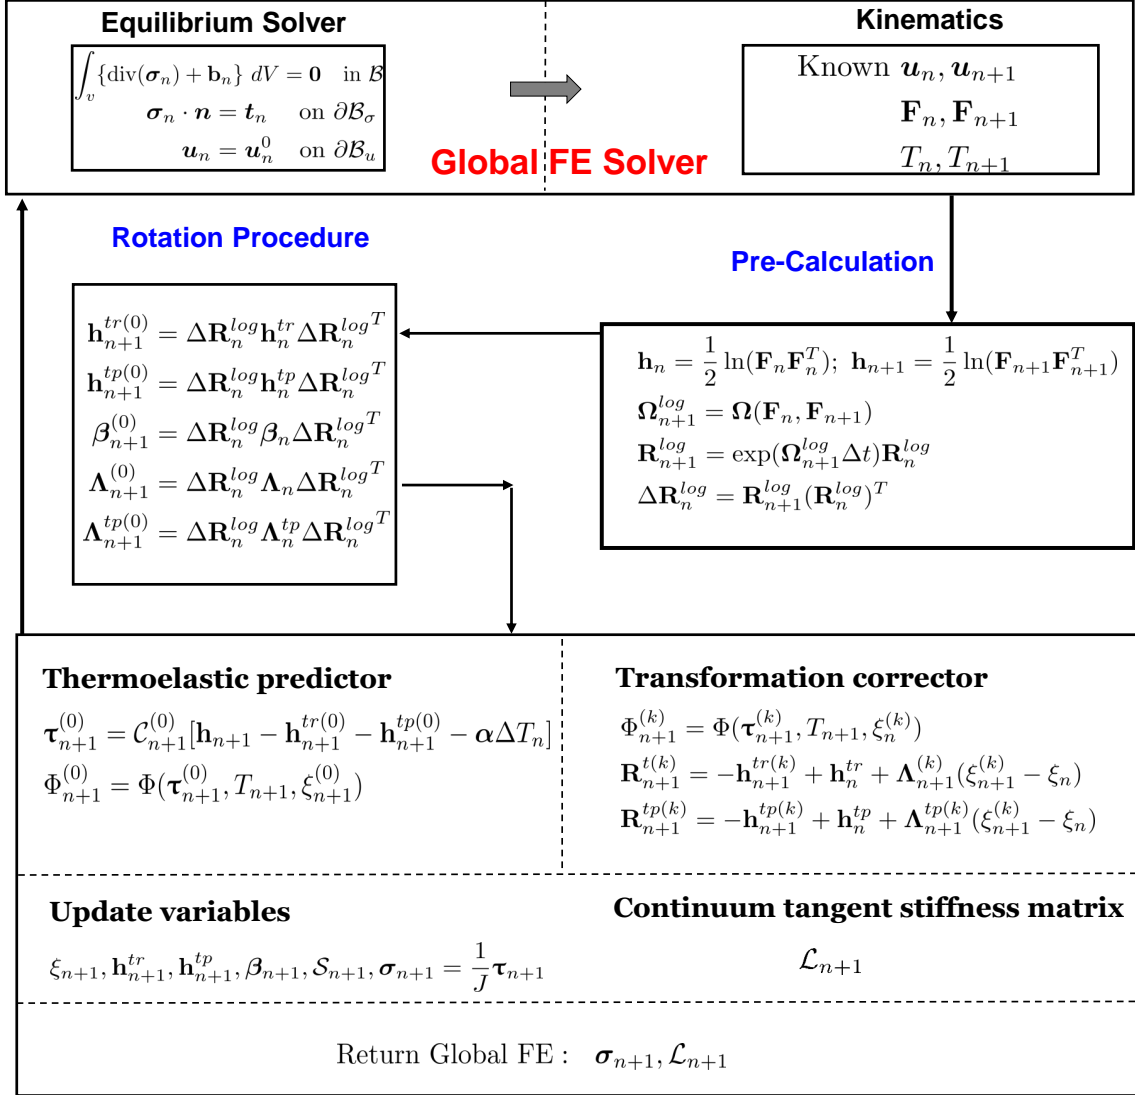 Equilibrium Solver
∫_v {div(σ_n) + b_n} dV = 0 in ℬ
σ_n · n = t_n on ∂ℬ_σ
u_n = u_n^0 on ∂ℬ_u
Kinematics
Known u_n, u_{n+1}
F_n, F_{n+1}
T_n, T_{n+1}
Global FE Solver
Rotation Procedure
h_{n+1}^{tr(0)} = ΔR_n^{log} h_n^{tr} ΔR_n^{log T}
h_{n+1}^{tp(0)} = ΔR_n^{log} h_n^{tp} ΔR_n^{log T}
β_{n+1}^{(0)} = ΔR_n^{log} β_n ΔR_n^{log T}
Λ_{n+1}^{(0)} = ΔR_n^{log} Λ_n ΔR_n^{log T}
Λ_{n+1}^{tp(0)} = ΔR_n^{log} Λ_n^{tp} ΔR_n^{log T}
Pre-Calculation
h_n = 1/2 ln(F_n F_n^T); h_{n+1} = 1/2 ln(F_{n+1} F_{n+1}^T)
Ω_{n+1}^{log} = Ω(F_n, F_{n+1})
R_{n+1}^{log} = exp(Ω_{n+1}^{log} Δt) R_n^{log}
ΔR_n^{log} = R_{n+1}^{log} (R_n^{log})^T
Thermoelastic predictor
τ_{n+1}^{(0)} = 𝒞_{n+1}^{(0)} [h_{n+1} − h_{n+1}^{tr(0)} − h_{n+1}^{tp(0)} − αΔT_n]
Φ_{n+1}^{(0)} = Φ(τ_{n+1}^{(0)}, T_{n+1}, ξ_{n+1}^{(0)})
Transformation corrector
Φ_{n+1}^{(k)} = Φ(τ_{n+1}^{(k)}, T_{n+1}, ξ_n^{(k)})
R_{n+1}^{t(k)} = −h_{n+1}^{tr(k)} + h_n^{tr} + Λ_{n+1}^{(k)} (ξ_{n+1}^{(k)} − ξ_n)
R_{n+1}^{tp(k)} = −h_{n+1}^{tp(k)} + h_n^{tp} + Λ_{n+1}^{tp(k)} (ξ_{n+1}^{(k)} − ξ_n)
Update variables
ξ_{n+1}, h_{n+1}^{tr}, h_{n+1}^{tp}, β_{n+1}, 𝒮_{n+1}, σ_{n+1} = 1/J τ_{n+1}
Continuum tangent stiffness matrix
ℒ_{n+1}
Return Global FE : σ_{n+1}, ℒ_{n+1}